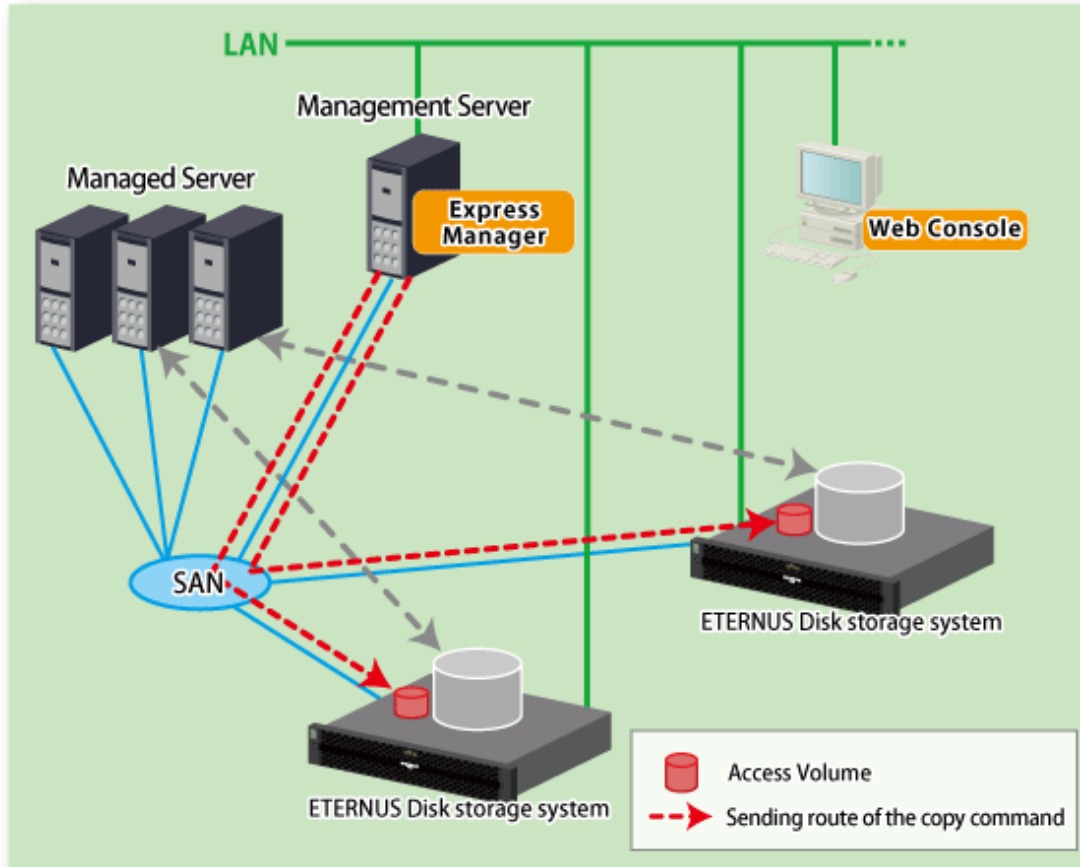 LAN
Management Server
Managed Server
Express
Manager
Web Console
SAN
ETERNUS Disk storage system
ETERNUS Disk storage system
Access Volume
Sending route of the copy command